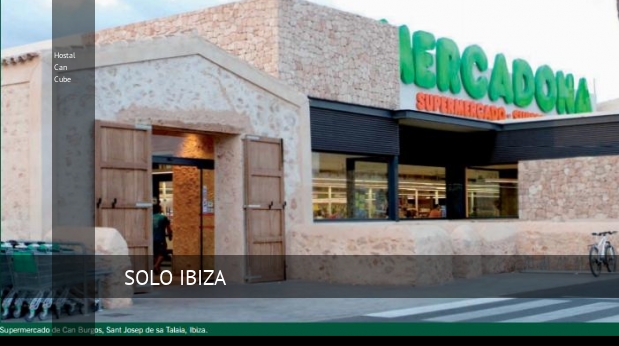 Hostal
Can
Cube
MERCADONA
SUPERMERCADO
SOLO IBIZA
Supermercado de Can Burgos, Sant Josep de sa Talaia, Ibiza.